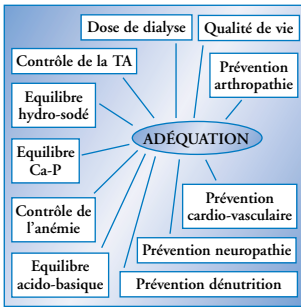 Dose de dialyse
Qualité de vie
Contrôle de la TA
Prévention
arthropathie
Equilibre
hydro-sodé
ADÉQUATION
Equilibre
Ca-P
Prévention
cardio-vasculaire
Contrôle de
l'anémie
Prévention neuropathie
Equilibre
acido-basique
Prévention dénutrition